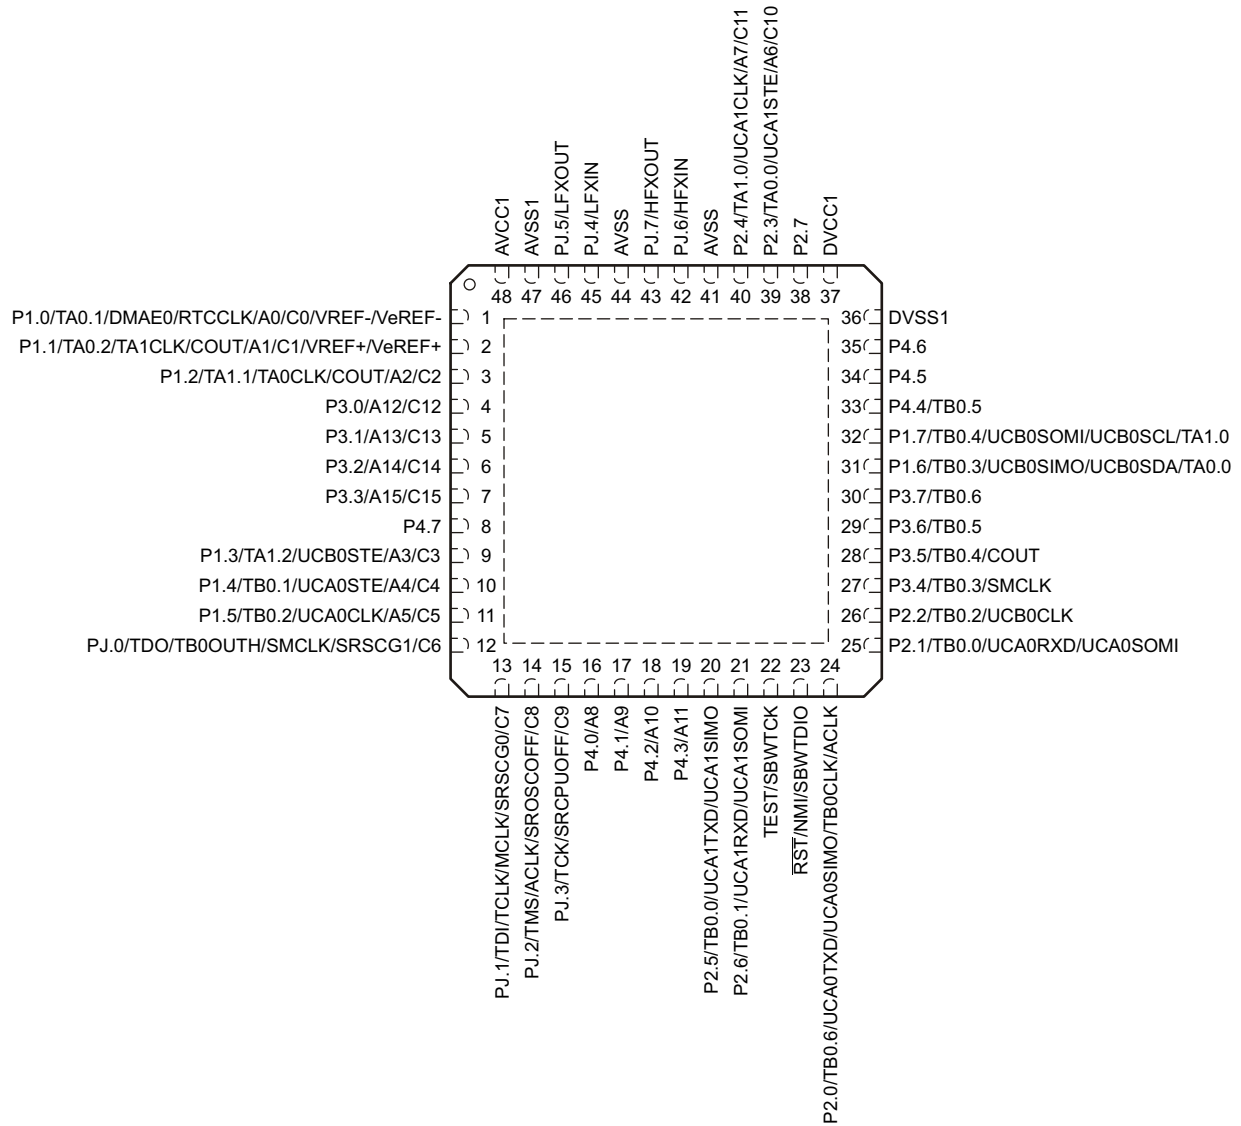 P2.4/TA1.0/UCA1CLK/A7/C11
P2.3/TA0.0/UCA1STE/A6/C10
AVCC1
AVSS1
PJ.5/LFXOUT
PJ.4/LFXIN
AVSS
PJ.7/HFXOUT
PJ.6/HFXIN
AVSS
P2.7
DVCC1
48 47 46 45 44 43 42 41 40 39 38 37
P1.0/TA0.1/DMAE0/RTCCLK/A0/C0/VREF-/VeREF- 1
P1.1/TA0.2/TA1CLK/COUT/A1/C1/VREF+/VeREF+ 2
P1.2/TA1.1/TA0CLK/COUT/A2/C2 3
P3.0/A12/C12 4
P3.1/A13/C13 5
P3.2/A14/C14 6
P3.3/A15/C15 7
P4.7 8
P1.3/TA1.2/UCB0STE/A3/C3 9
P1.4/TB0.1/UCA0STE/A4/C4 10
P1.5/TB0.2/UCA0CLK/A5/C5 11
PJ.0/TDO/TB0OUTH/SMCLK/SRSCG1/C6 12
36 DVSS1
35 P4.6
34 P4.5
33 P4.4/TB0.5
32 P1.7/TB0.4/UCB0SOMI/UCB0SCL/TA1.0
31 P1.6/TB0.3/UCB0SIMO/UCB0SDA/TA0.0
30 P3.7/TB0.6
29 P3.6/TB0.5
28 P3.5/TB0.4/COUT
27 P3.4/TB0.3/SMCLK
26 P2.2/TB0.2/UCB0CLK
25 P2.1/TB0.0/UCA0RXD/UCA0SOMI
13 14 15 16 17 18 19 20 21 22 23 24
PJ.1/TDI/TCLK/MCLK/SRSCG0/C7
PJ.2/TMS/ACLK/SROSCOFF/C8
PJ.3/TCK/SRCPUOFF/C9
P4.0/A8
P4.1/A9
P4.2/A10
P4.3/A11
P2.5/TB0.0/UCA1TXD/UCA1SIMO
P2.6/TB0.1/UCA1RXD/UCA1SOMI
TEST/SBWTCK
RST/NMI/SBWTDIO
P2.0/TB0.6/UCA0TXD/UCA0SIMO/TB0CLK/ACLK